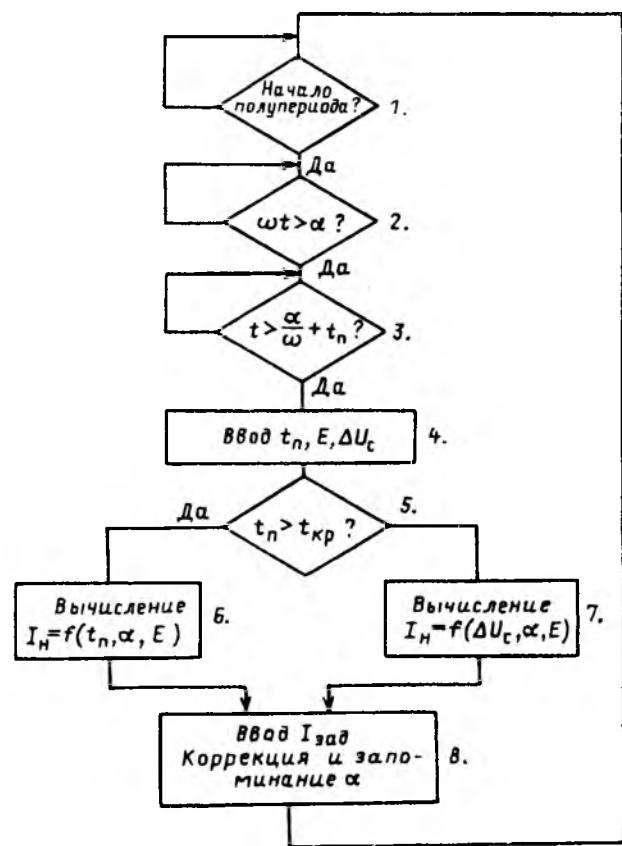 Начало
полупериода?
1.
Да
ωt>α ?
2.
Да
t> α/ω + tп ?
3.
Да
Ввод tп, E, ΔUс
4.
5.
Да
tп> tкр ?
Вычисление
Iн=f(tп, α, E)
6.
Вычисление
Iн=f(ΔUс, α, E)
7.
Ввод Iзад
Коррекция и запо-
минание α
8.